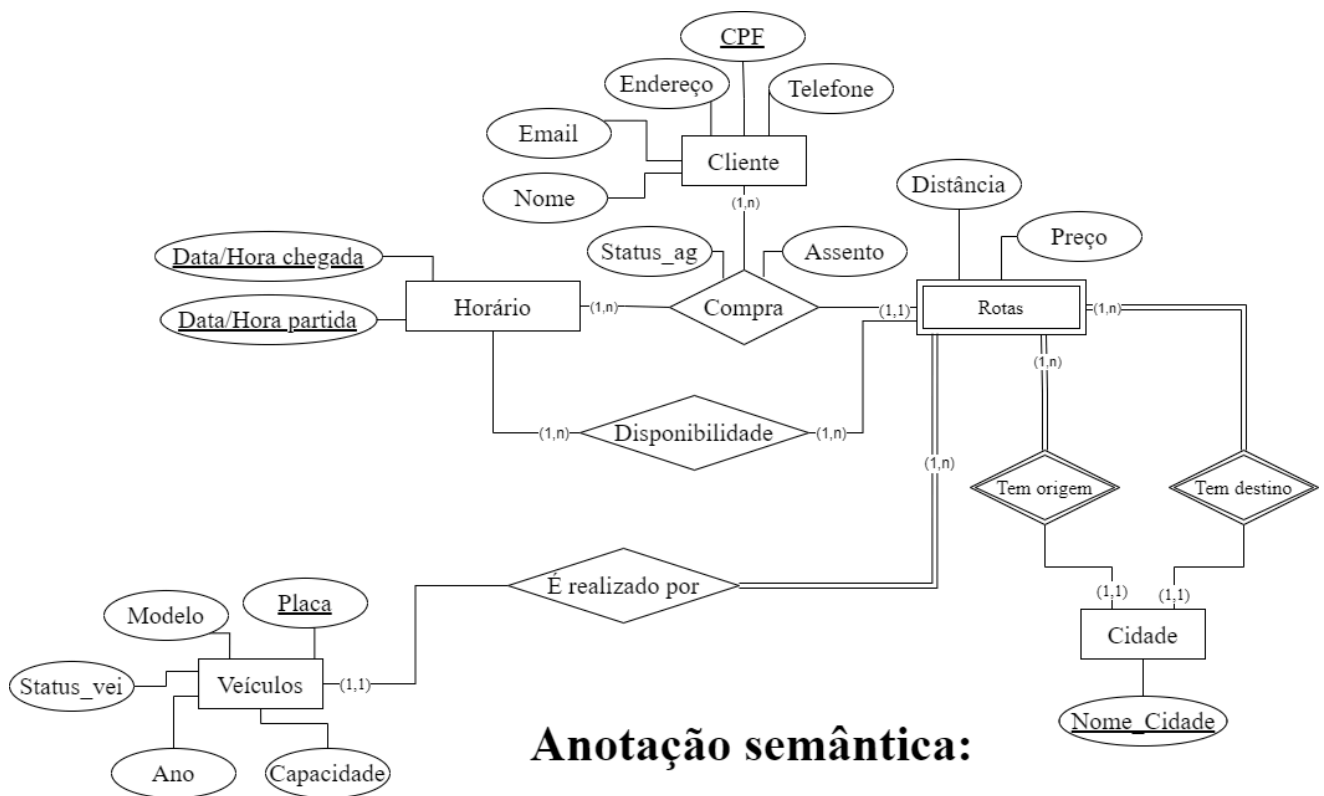 CPF
Endereço
Telefone
Email
Cliente
Nome
(1,n)
Distância
Preço
Status_ag
Assento
Data/Hora chegada
Data/Hora partida
Horário
(1,n)
Compra
(1,1)
Rotas
(1,n)
(1,n)
(1,n)
Disponibilidade
(1,n)
(1,n)
Tem origem
Tem destino
É realizado por
(1,1)
(1,1)
Cidade
Nome_Cidade
Modelo
Placa
Status_vei
Veículos
(1,1)
Ano
Capacidade
Anotação semântica: